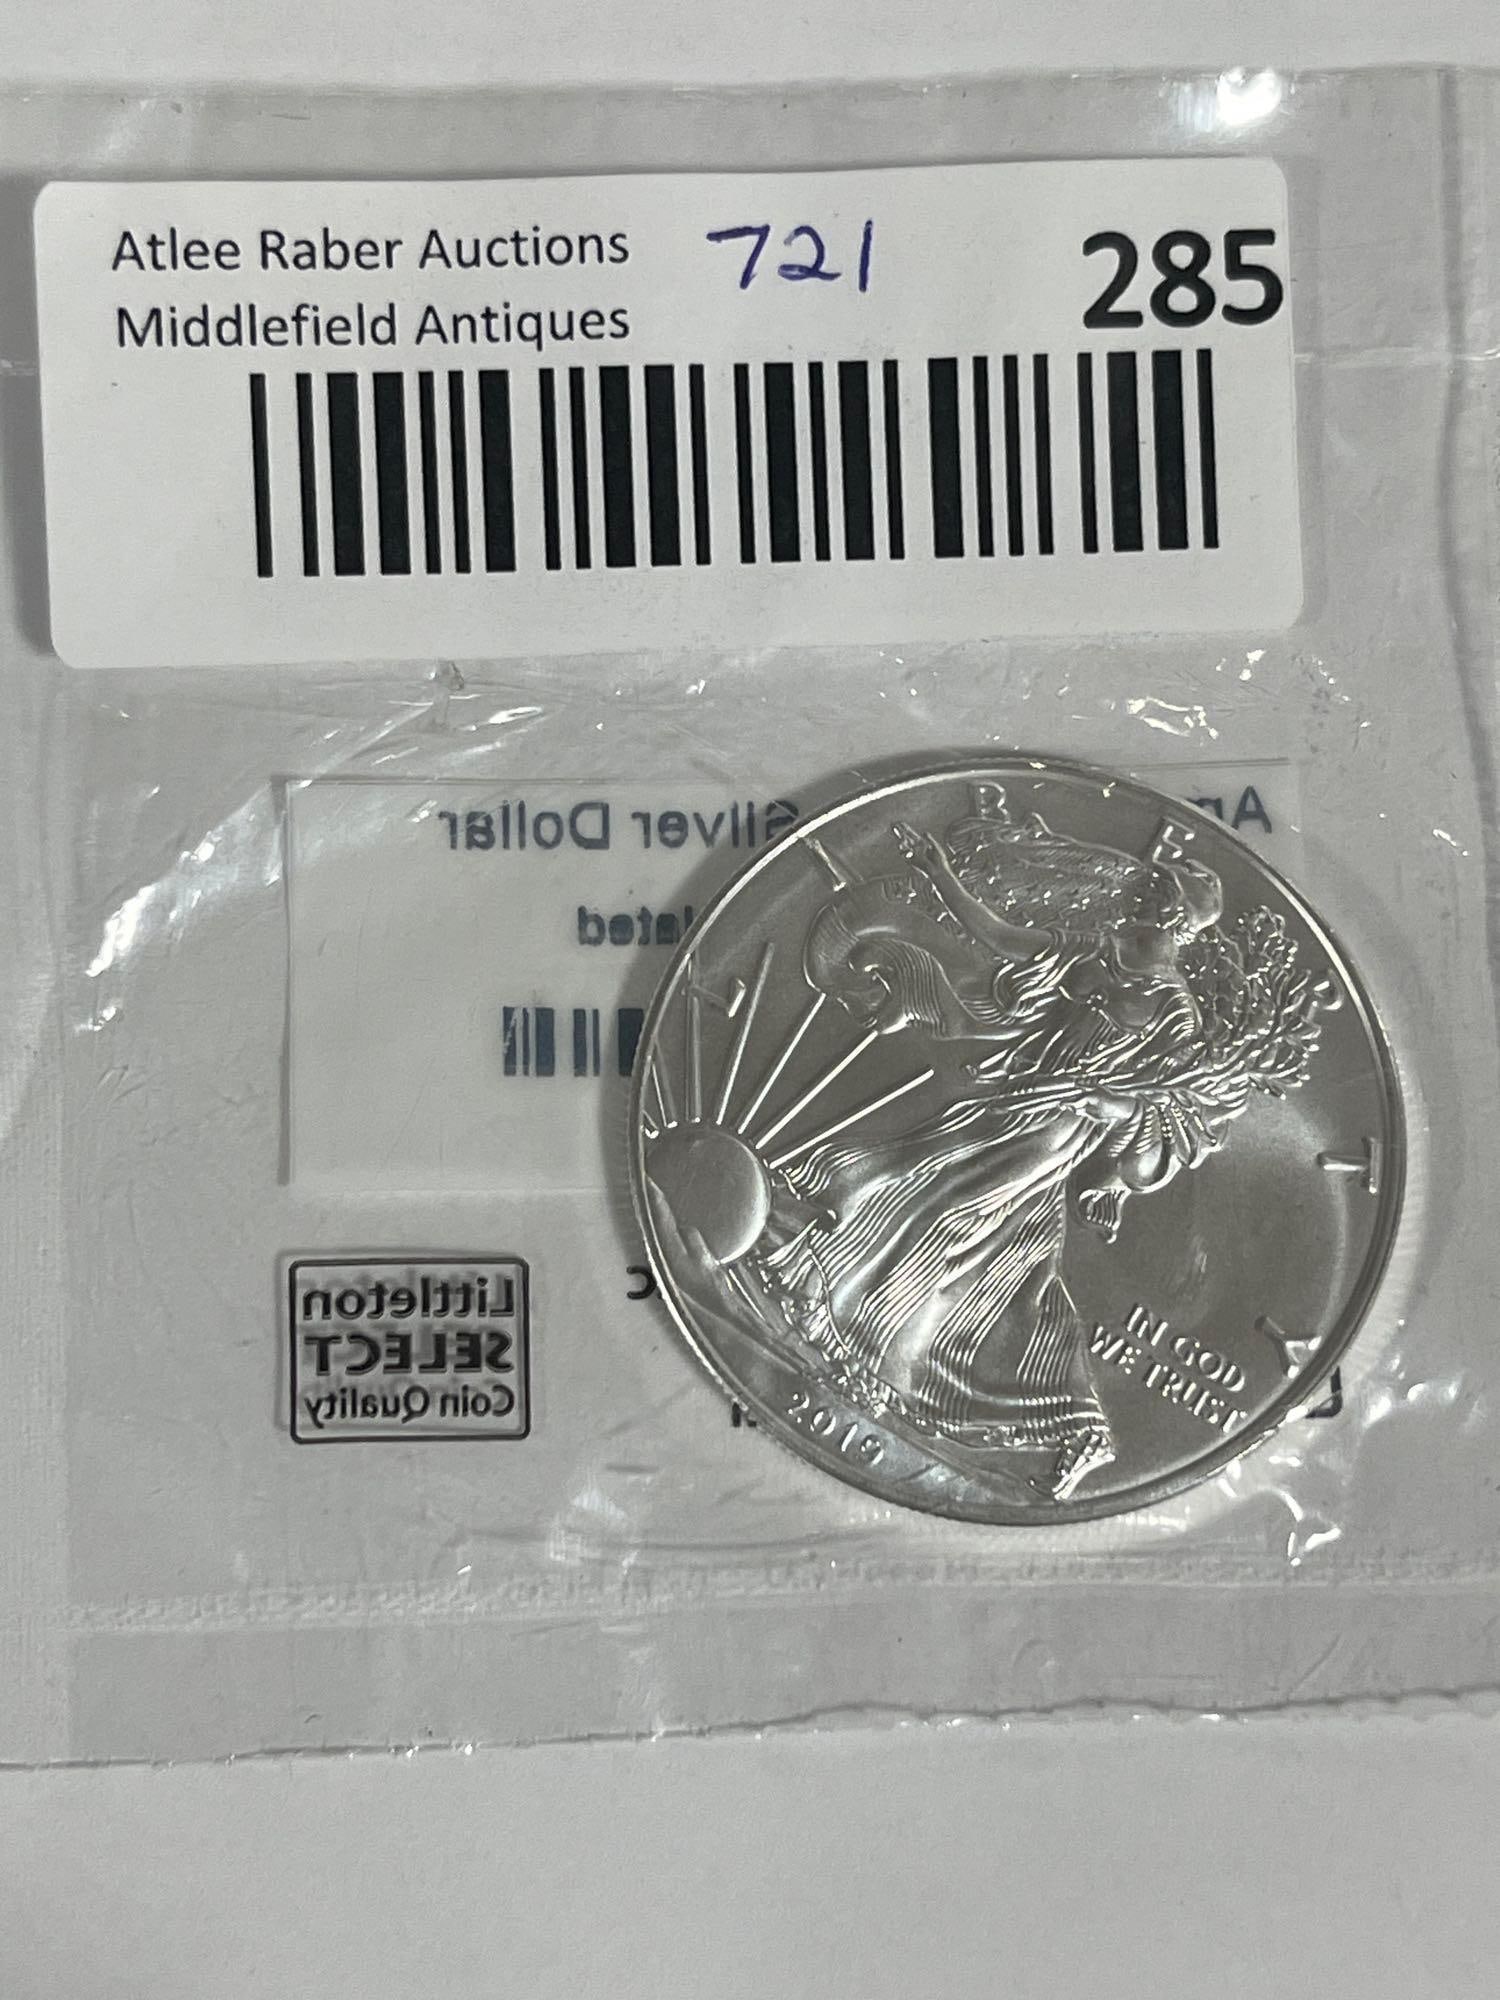 Atlee Raber Auctions 721 285
Middlefield Antiques
Silver Dollar
LIBERTY
IN GOD
WE TRUST
2019
Littleton
SELECT
Coin Quality